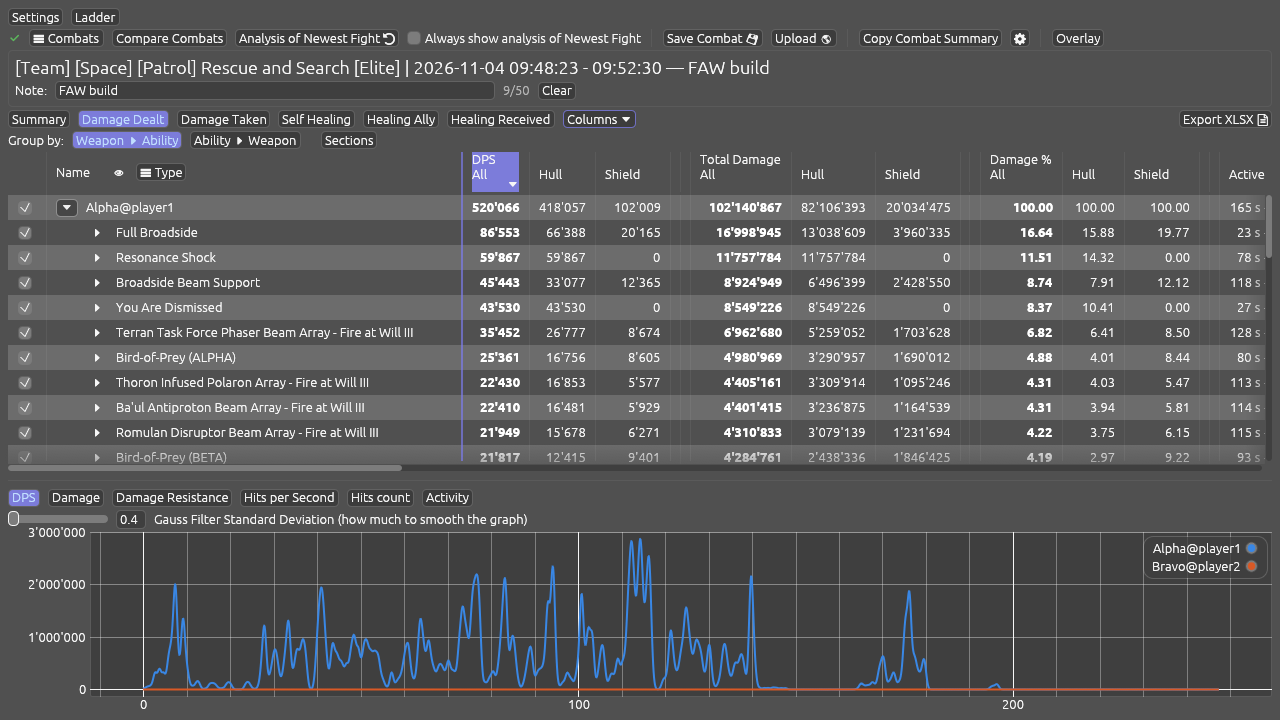 Settings Ladder
Combats Compare Combats Analysis of Newest Fight Always show analysis of Newest Fight Save Combat Upload Copy Combat Summary Overlay
[Team] [Space] [Patrol] Rescue and Search [Elite] | 2026-11-04 09:48:23 - 09:52:30 — FAW build
Note: FAW build 9/50 Clear
Summary Damage Dealt Damage Taken Self Healing Healing Ally Healing Received Columns Export XLSX
Group by: Weapon Ability Ability Weapon Sections
DPS Total Damage Damage %
Name Type All Hull Shield All Hull Shield All Hull Shield Active
Alpha@player1 520'066 418'057 102'009 102'140'867 82'106'393 20'034'475 100.00 100.00 100.00 165 s
Full Broadside 86'553 66'388 20'165 16'998'945 13'038'609 3'960'335 16.64 15.88 19.77 23 s
Resonance Shock 59'867 59'867 0 11'757'784 11'757'784 0 11.51 14.32 0.00 78 s
Broadside Beam Support 45'443 33'077 12'365 8'924'949 6'496'399 2'428'550 8.74 7.91 12.12 118 s
You Are Dismissed 43'530 43'530 0 8'549'226 8'549'226 0 8.37 10.41 0.00 27 s
Terran Task Force Phaser Beam Array - Fire at Will III 35'452 26'777 8'674 6'962'680 5'259'052 1'703'628 6.82 6.41 8.50 128 s
Bird-of-Prey (ALPHA) 25'361 16'756 8'605 4'980'969 3'290'957 1'690'012 4.88 4.01 8.44 80 s
Thoron Infused Polaron Array - Fire at Will III 22'430 16'853 5'577 4'405'161 3'309'914 1'095'246 4.31 4.03 5.47 113 s
Ba'ul Antiproton Beam Array - Fire at Will III 22'410 16'481 5'929 4'401'415 3'236'875 1'164'539 4.31 3.94 5.81 114 s
Romulan Disruptor Beam Array - Fire at Will III 21'949 15'678 6'271 4'310'833 3'079'139 1'231'694 4.22 3.75 6.15 115 s
Bird-of-Prey (BETA) 21'817 12'415 9'401 4'284'761 2'438'336 1'846'425 4.19 2.97 9.22 93 s
DPS Damage Damage Resistance Hits per Second Hits count Activity
0.4 Gauss Filter Standard Deviation (how much to smooth the graph)
3'000'000
Alpha@player1
Bravo@player2
2'000'000
1'000'000
0
0 100 200